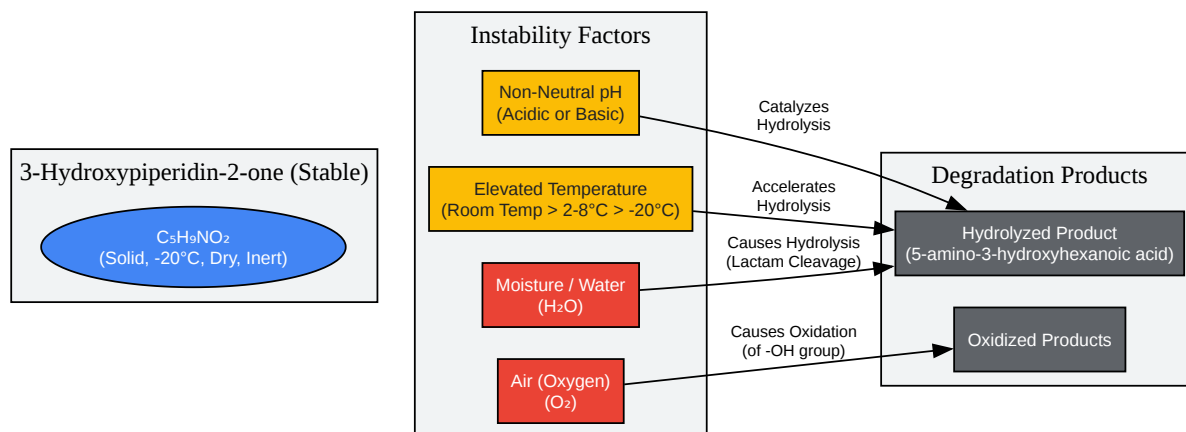 3-Hydroxypiperidin-2-one (Stable)
C₅H₉NO₂
(Solid, -20°C, Dry, Inert)
Instability Factors
Non-Neutral pH
(Acidic or Basic)
Elevated Temperature
(Room Temp > 2-8°C > -20°C)
Moisture / Water
(H₂O)
Air (Oxygen)
(O₂)
Catalyzes
Hydrolysis
Accelerates
Hydrolysis
Causes Hydrolysis
(Lactam Cleavage)
Causes Oxidation
(of -OH group)
Degradation Products
Hydrolyzed Product
(5-amino-3-hydroxyhexanoic acid)
Oxidized Products